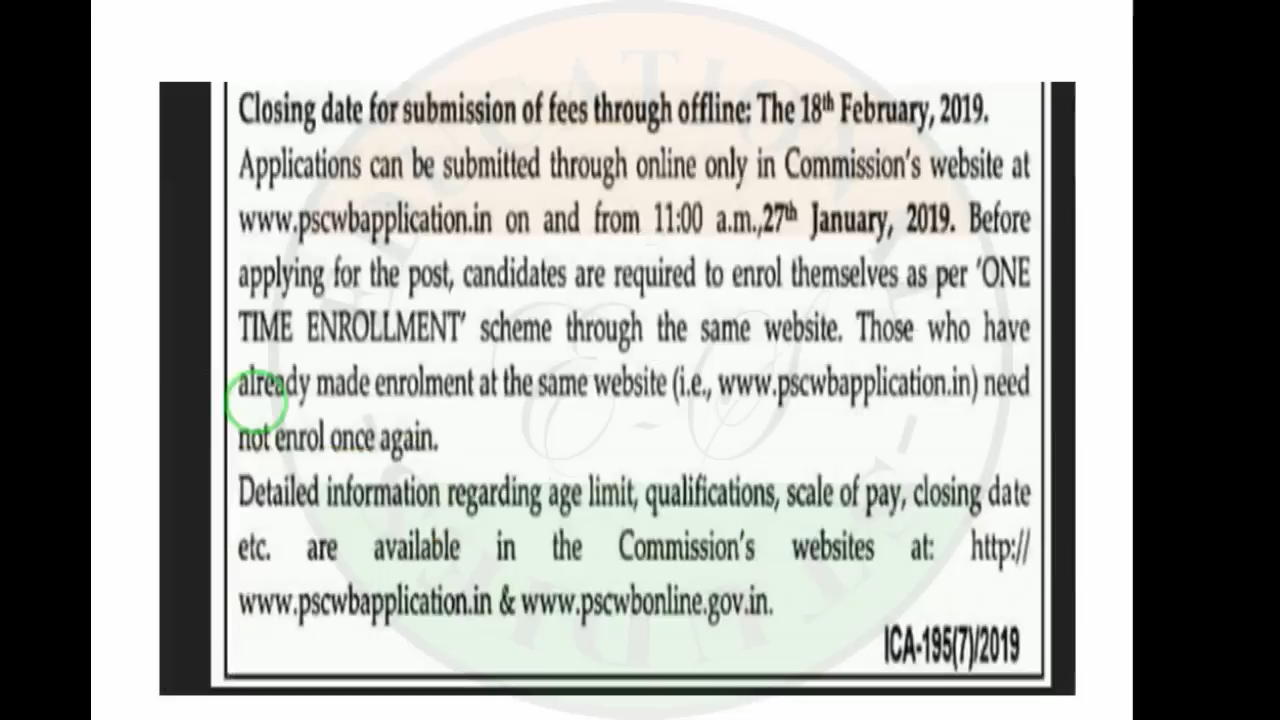 Closing date for submission of fees through offline: The 18th February, 2019.
Applications can be submitted through online only in Commission's website at
www.pscwbapplication.in on and from 11:00 a.m.,27th January, 2019. Before
applying for the post, candidates are required to enrol themselves as per 'ONE
TIME ENROLLMENT' scheme through the same website. Those who have
already made enrolment at the same website (i.e., www.pscwbapplication.in) need
not enrol once again.
Detailed information regarding age limit, qualifications, scale of pay, closing date
etc. are available in the Commission's websites at: http://
www.pscwbapplication.in & www.pscwbonline.gov.in.
ICA-195(7)/2019